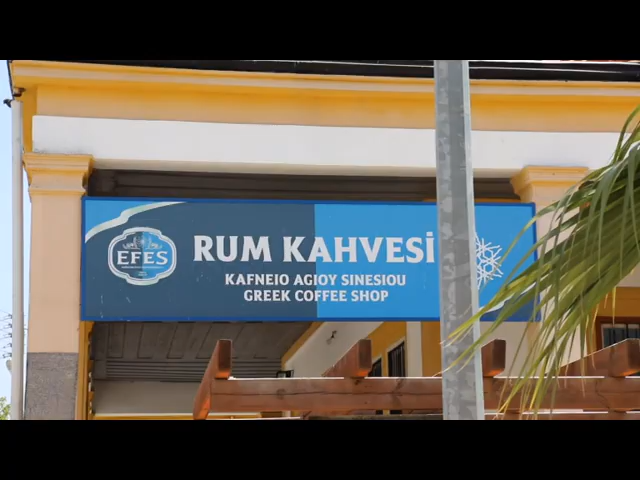 EFES
RUM KAHVESİ
KAFNEIO AGIOY SINESIOU
GREEK COFFEE SHOP